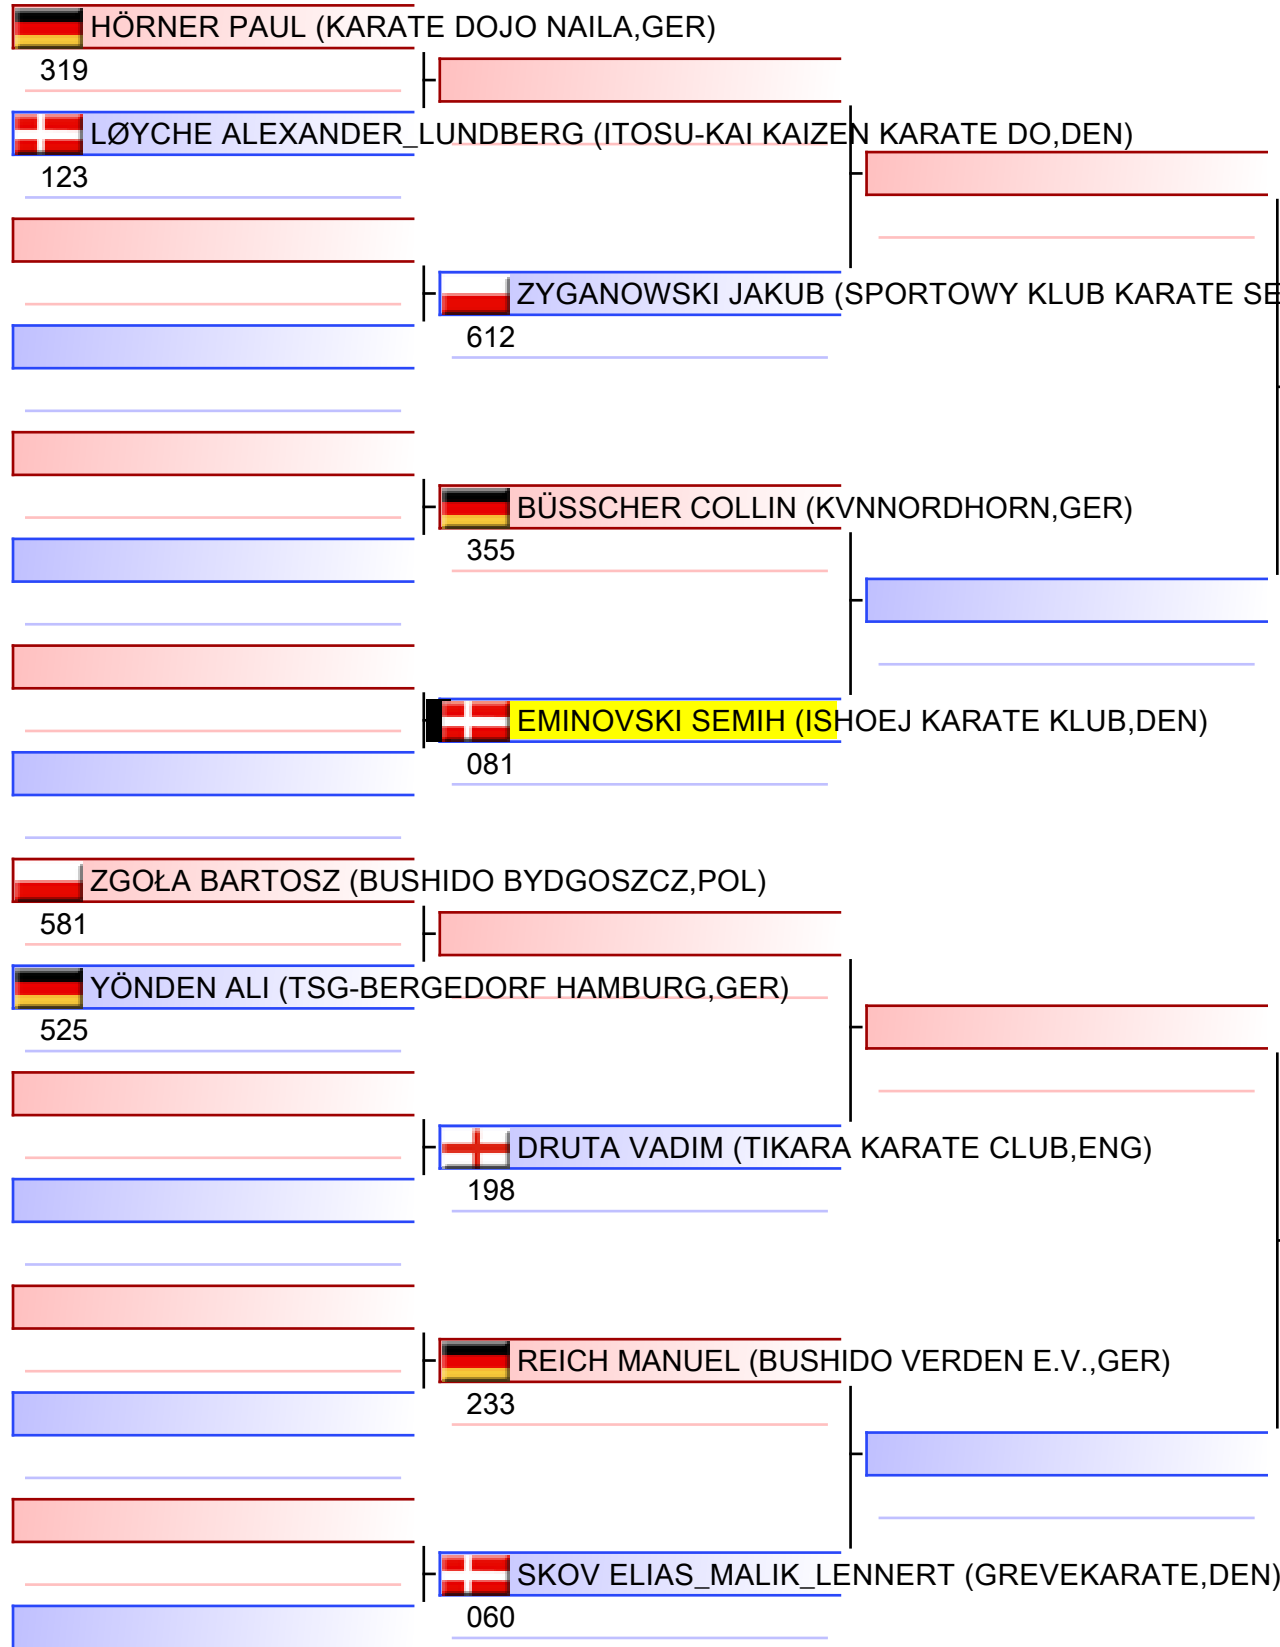 HÖRNER PAUL (KARATE DOJO NAILA,GER)
319
LØYCHE ALEXANDER_LUNDBERG (ITOSU-KAI KAIZEN KARATE DO,DEN)
123
ZYGANOWSKI JAKUB (SPORTOWY KLUB KARATE
612
BÜSSCHER COLLIN (KVNNORDHORN,GER)
355
EMINOVSKI SEMIH (ISHOEJ KARATE KLUB,DEN)
081
ZGOŁA BARTOSZ (BUSHIDO BYDGOSZCZ,POL)
581
YÖNDEN ALI (TSG-BERGEDORF HAMBURG,GER)
525
DRUTA VADIM (TIKARA KARATE CLUB,ENG)
198
REICH MANUEL (BUSHIDO VERDEN E.V.,GER)
233
SKOV ELIAS_MALIK_LENNERT (GREVEKARATE,DEN)
060